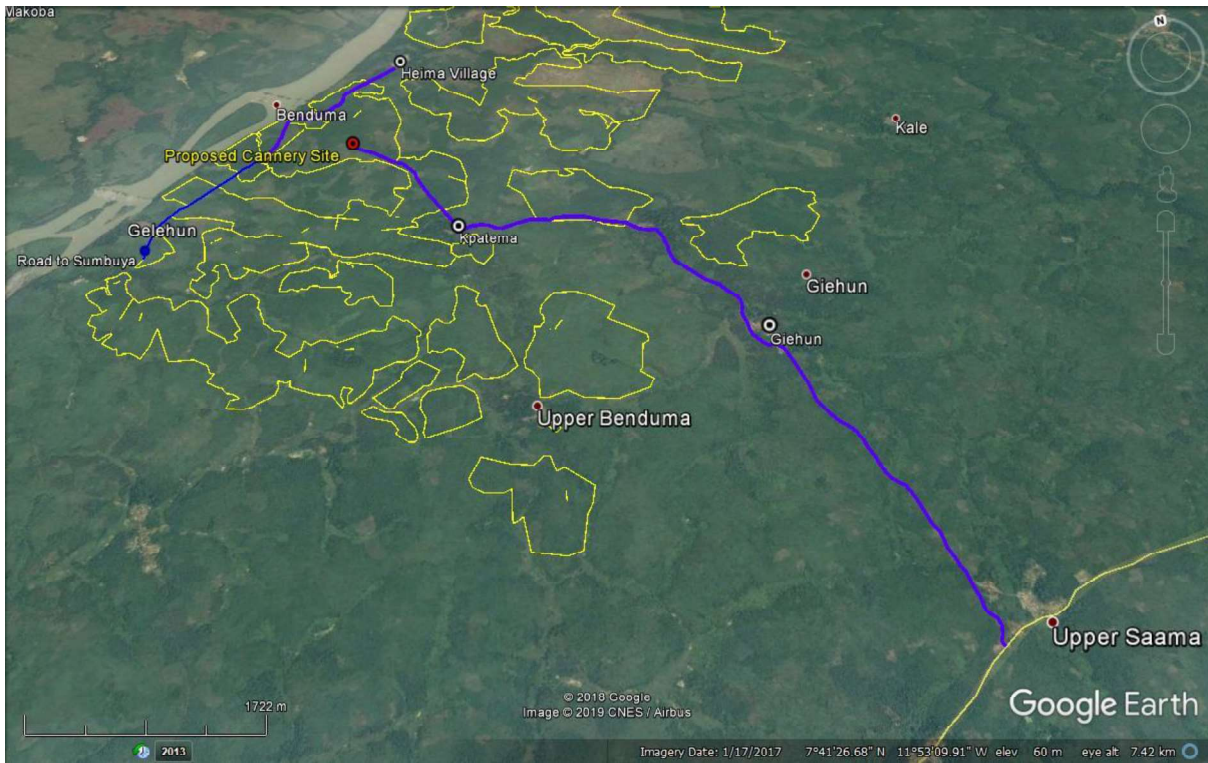 Makoba
N
Heima Village
Benduma
Kale
Proposed Cannery Site
Gelehun
Kpatema
Road to Sumbuya
Giehun
Giehun
Upper Benduma
Upper Saama
1722 m
© 2018 Google
Image © 2019 CNES / Airbus
Google Earth
2013
Imagery Date: 1/17/2017 7°41'26.68" N 11°53'09.91" W elev 60 m eye alt 7.42 km